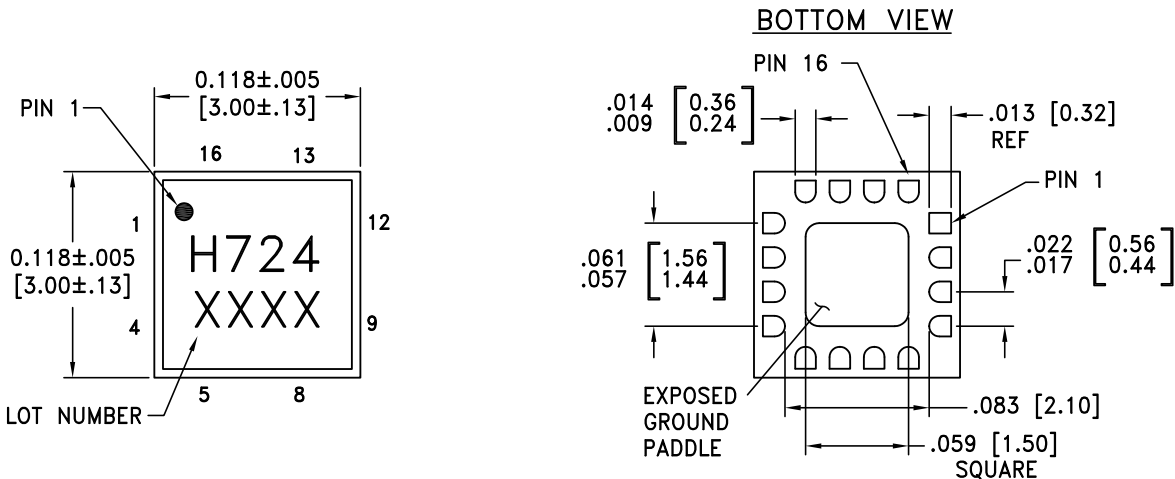 0.118±.005
[3.00±.13]
PIN 1
16
13
1
12
0.118±.005
[3.00±.13]
H724
XXXX
4
9
5
8
LOT NUMBER
BOTTOM VIEW
PIN 16
.014 [0.36
.009 0.24]
.013 [0.32]
REF
PIN 1
.061 [1.56
.057 1.44]
.022 [0.56
.017 0.44]
EXPOSED
GROUND
PADDLE
.083 [2.10]
.059 [1.50]
SQUARE